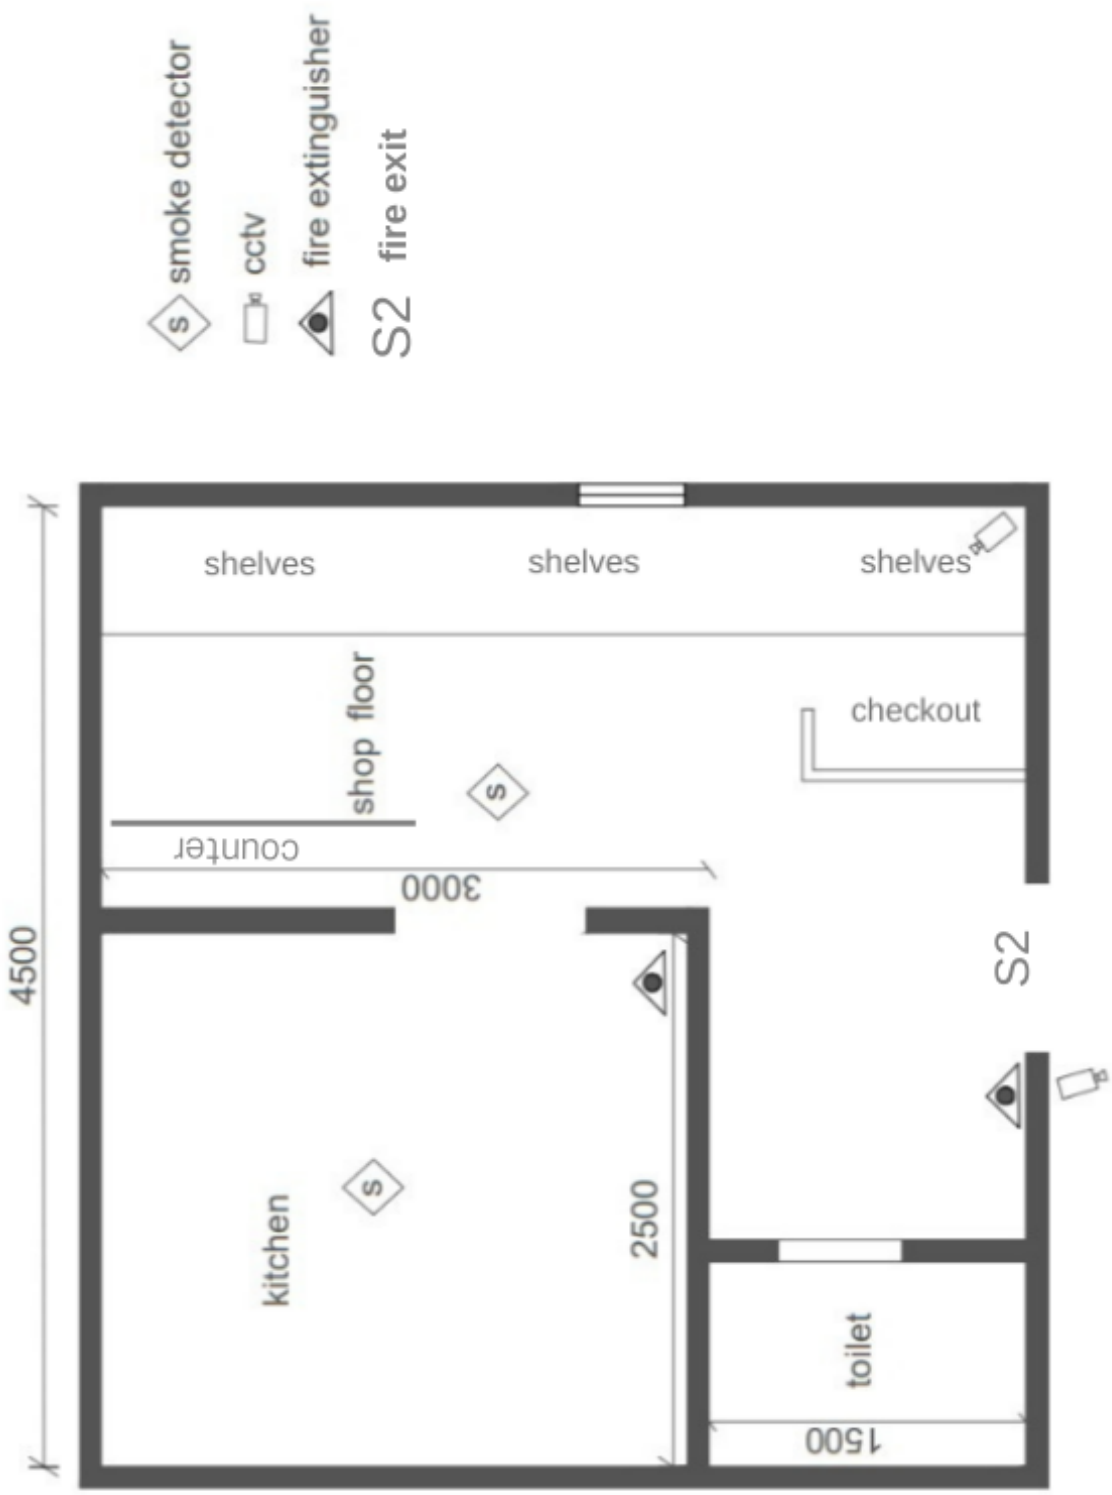 S smoke detector
cctv
fire extinguisher
S2 fire exit
4500
shelves
shelves
shelves
shop floor
checkout
S
counter
3000
S2
kitchen
S
2500
toilet
1500